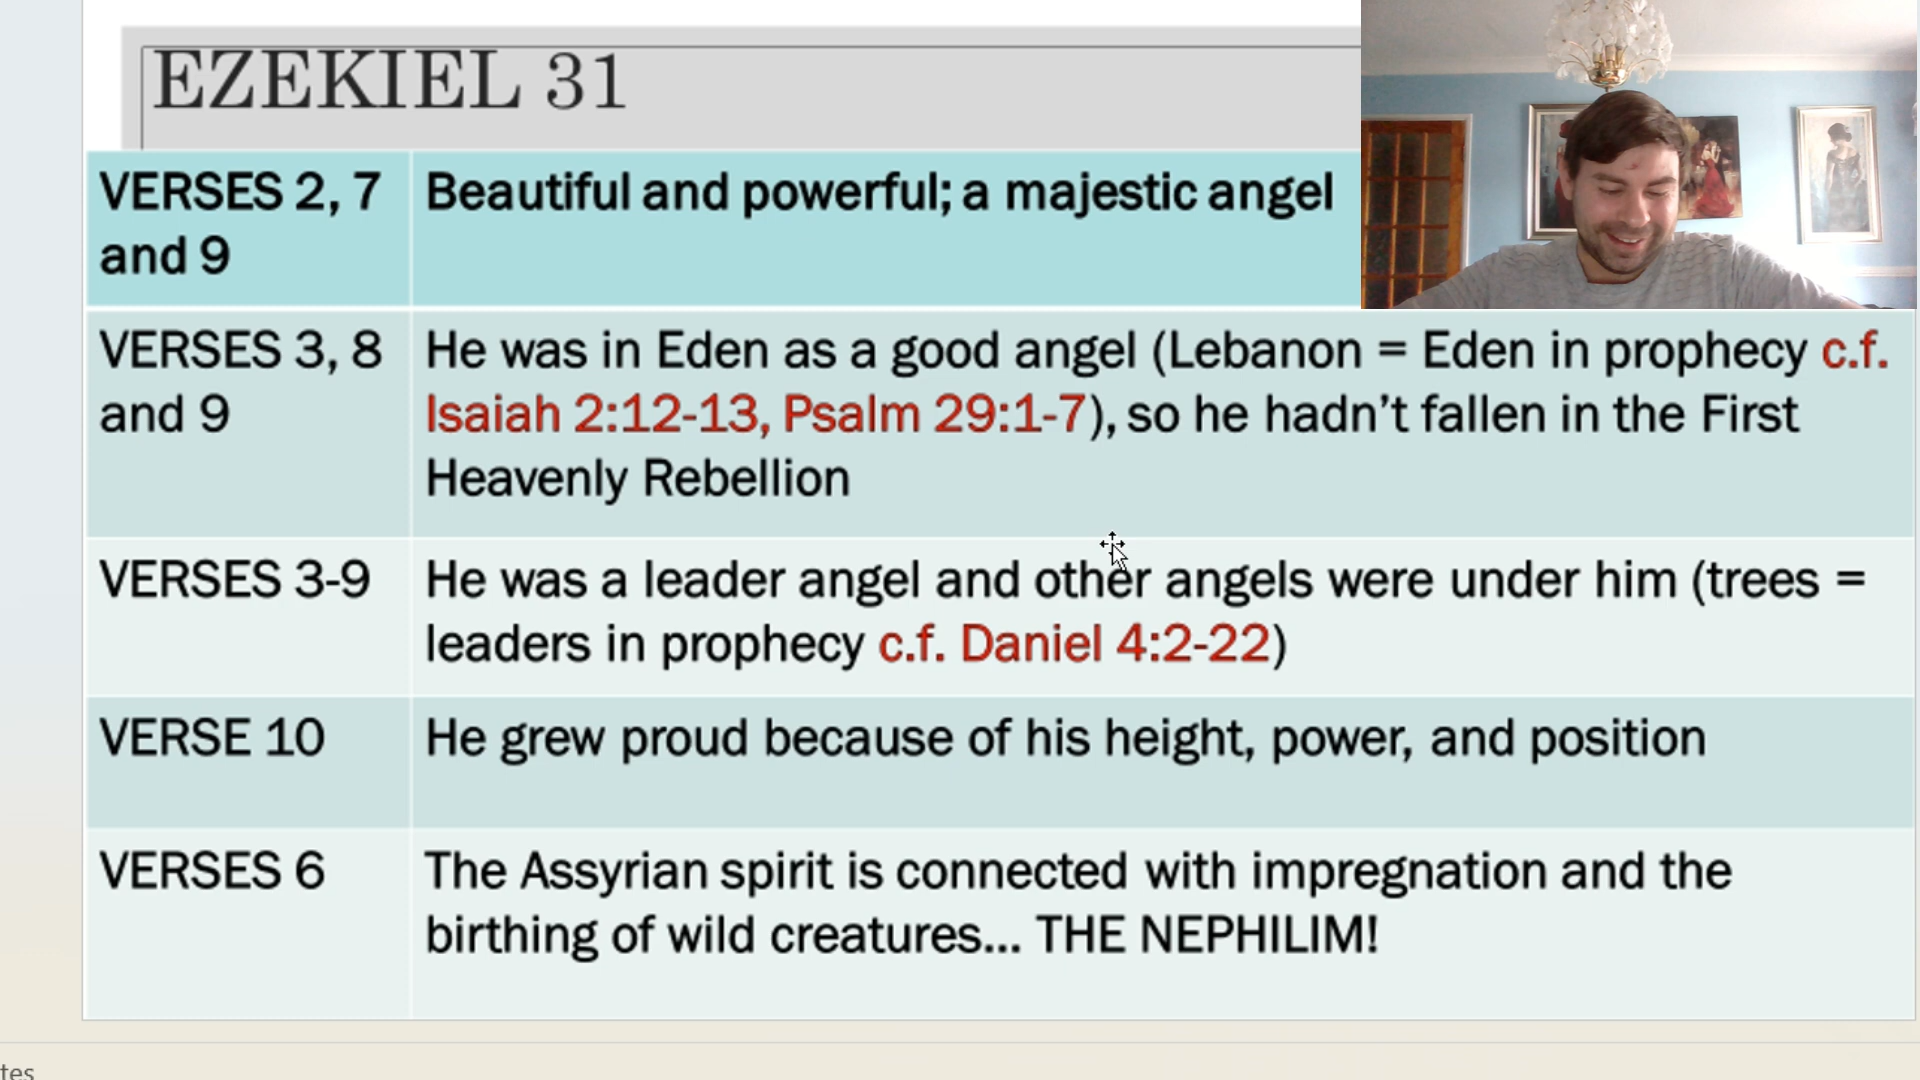 EZEKIEL 31
VERSES 2, 7
and 9
Beautiful and powerful; a majestic angel
VERSES 3, 8
and 9
He was in Eden as a good angel (Lebanon = Eden in prophecy c.f.
Isaiah 2:12-13, Psalm 29:1-7), so he hadn’t fallen in the First
Heavenly Rebellion
VERSES 3-9
He was a leader angel and other angels were under him (trees =
leaders in prophecy c.f. Daniel 4:2-22)
VERSE 10
He grew proud because of his height, power, and position
VERSES 6
The Assyrian spirit is connected with impregnation and the
birthing of wild creatures... THE NEPHILIM!
tes